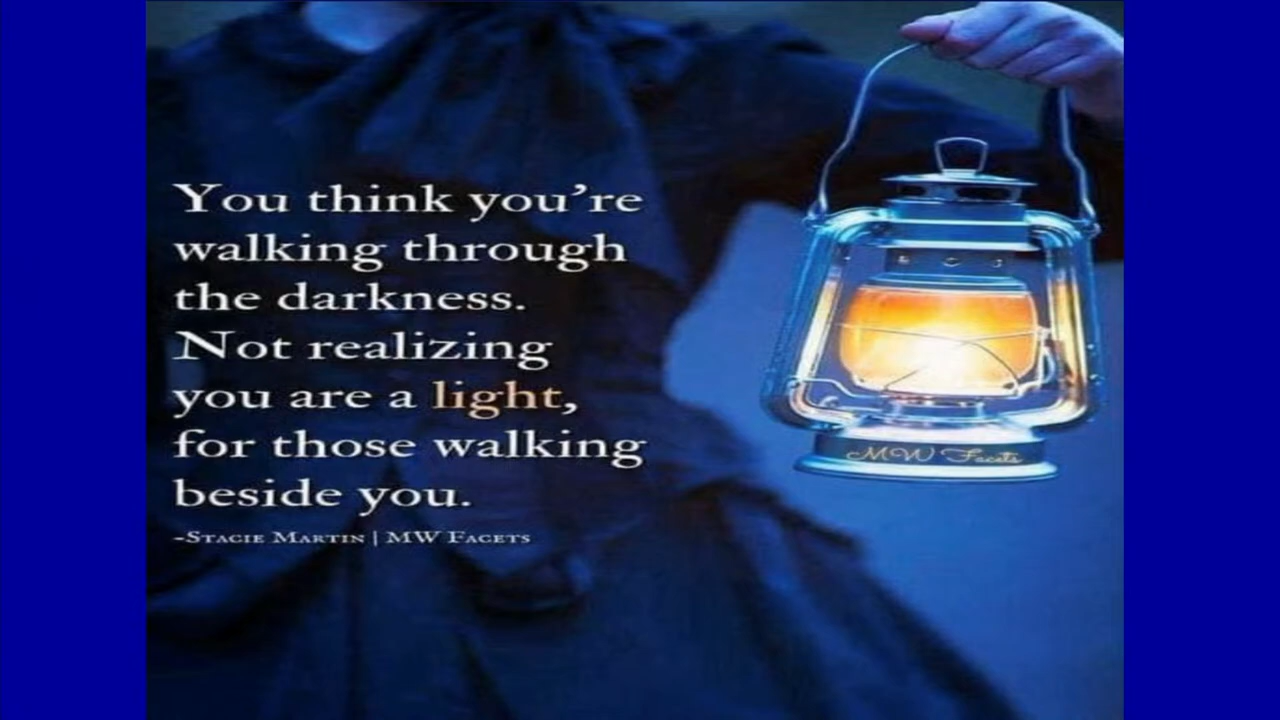 You think you're
walking through
the darkness.
Not realizing
you are a light,
for those walking
beside you.
-Stacie Martin | MW Facets
MW Facets